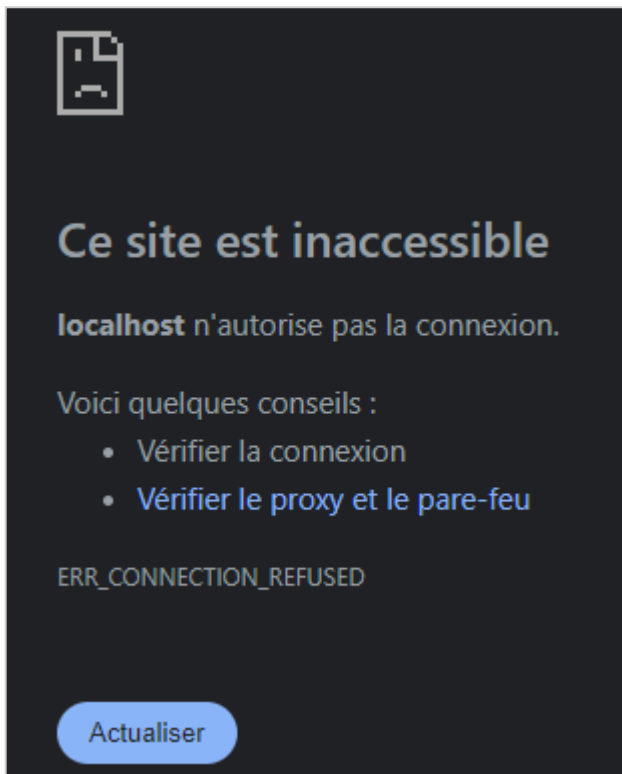 Ce site est inaccessible
localhost n'autorise pas la connexion.
Voici quelques conseils :
• Vérifier la connexion
• Vérifier le proxy et le pare-feu
ERR_CONNECTION_REFUSED
Actualiser